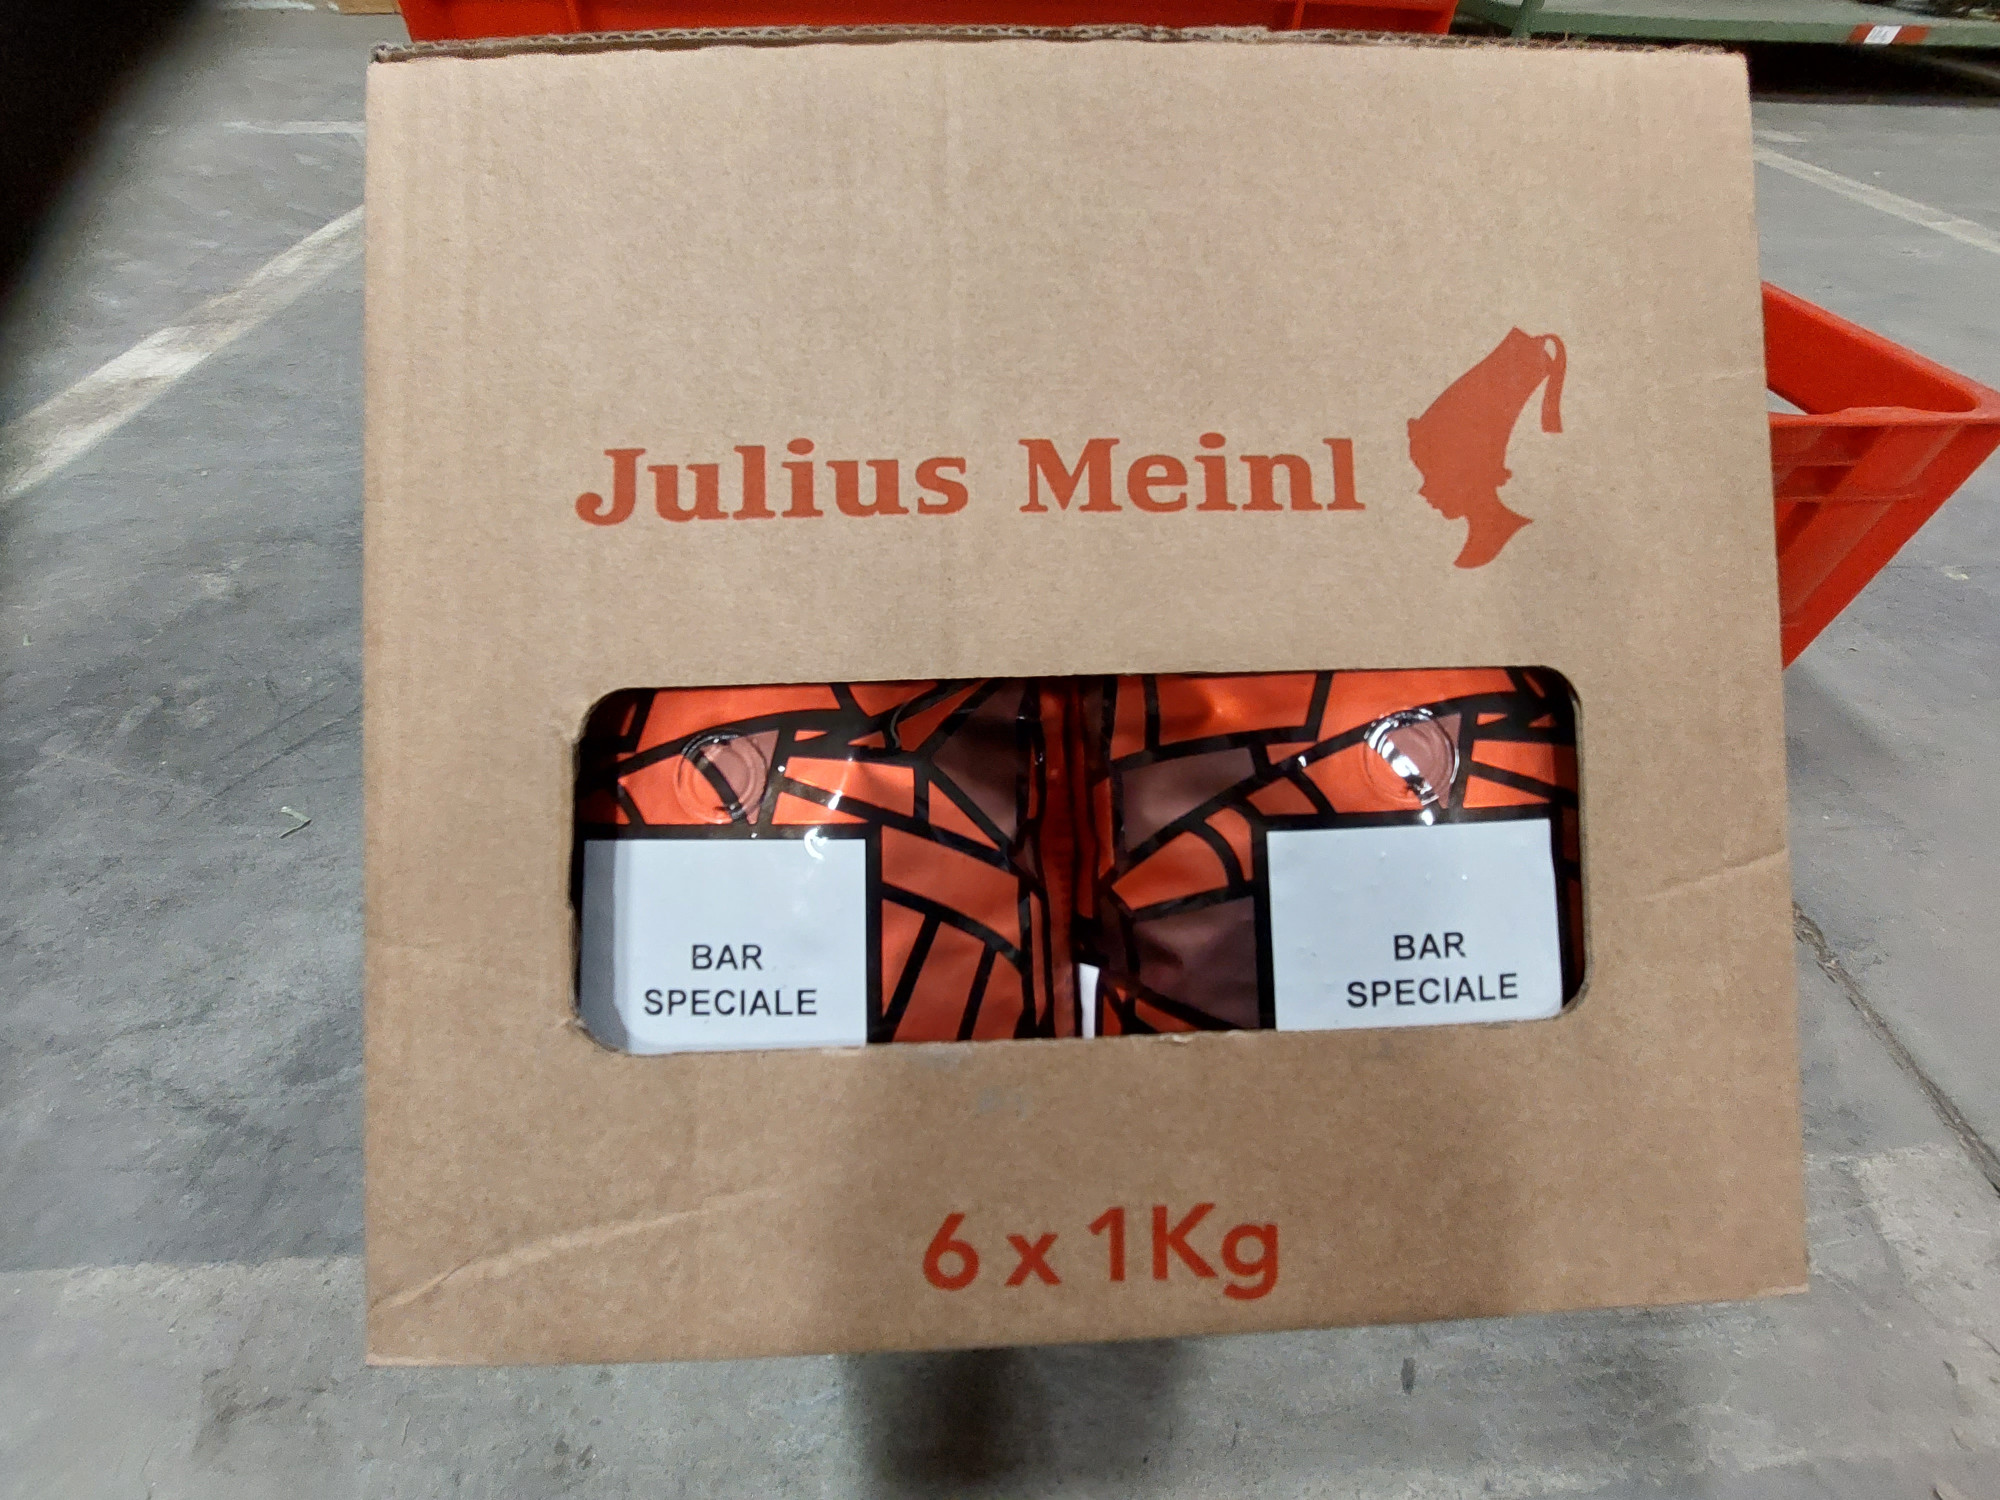 Julius Meinl
BAR
SPECIALE
BAR
SPECIALE
6 x 1Kg